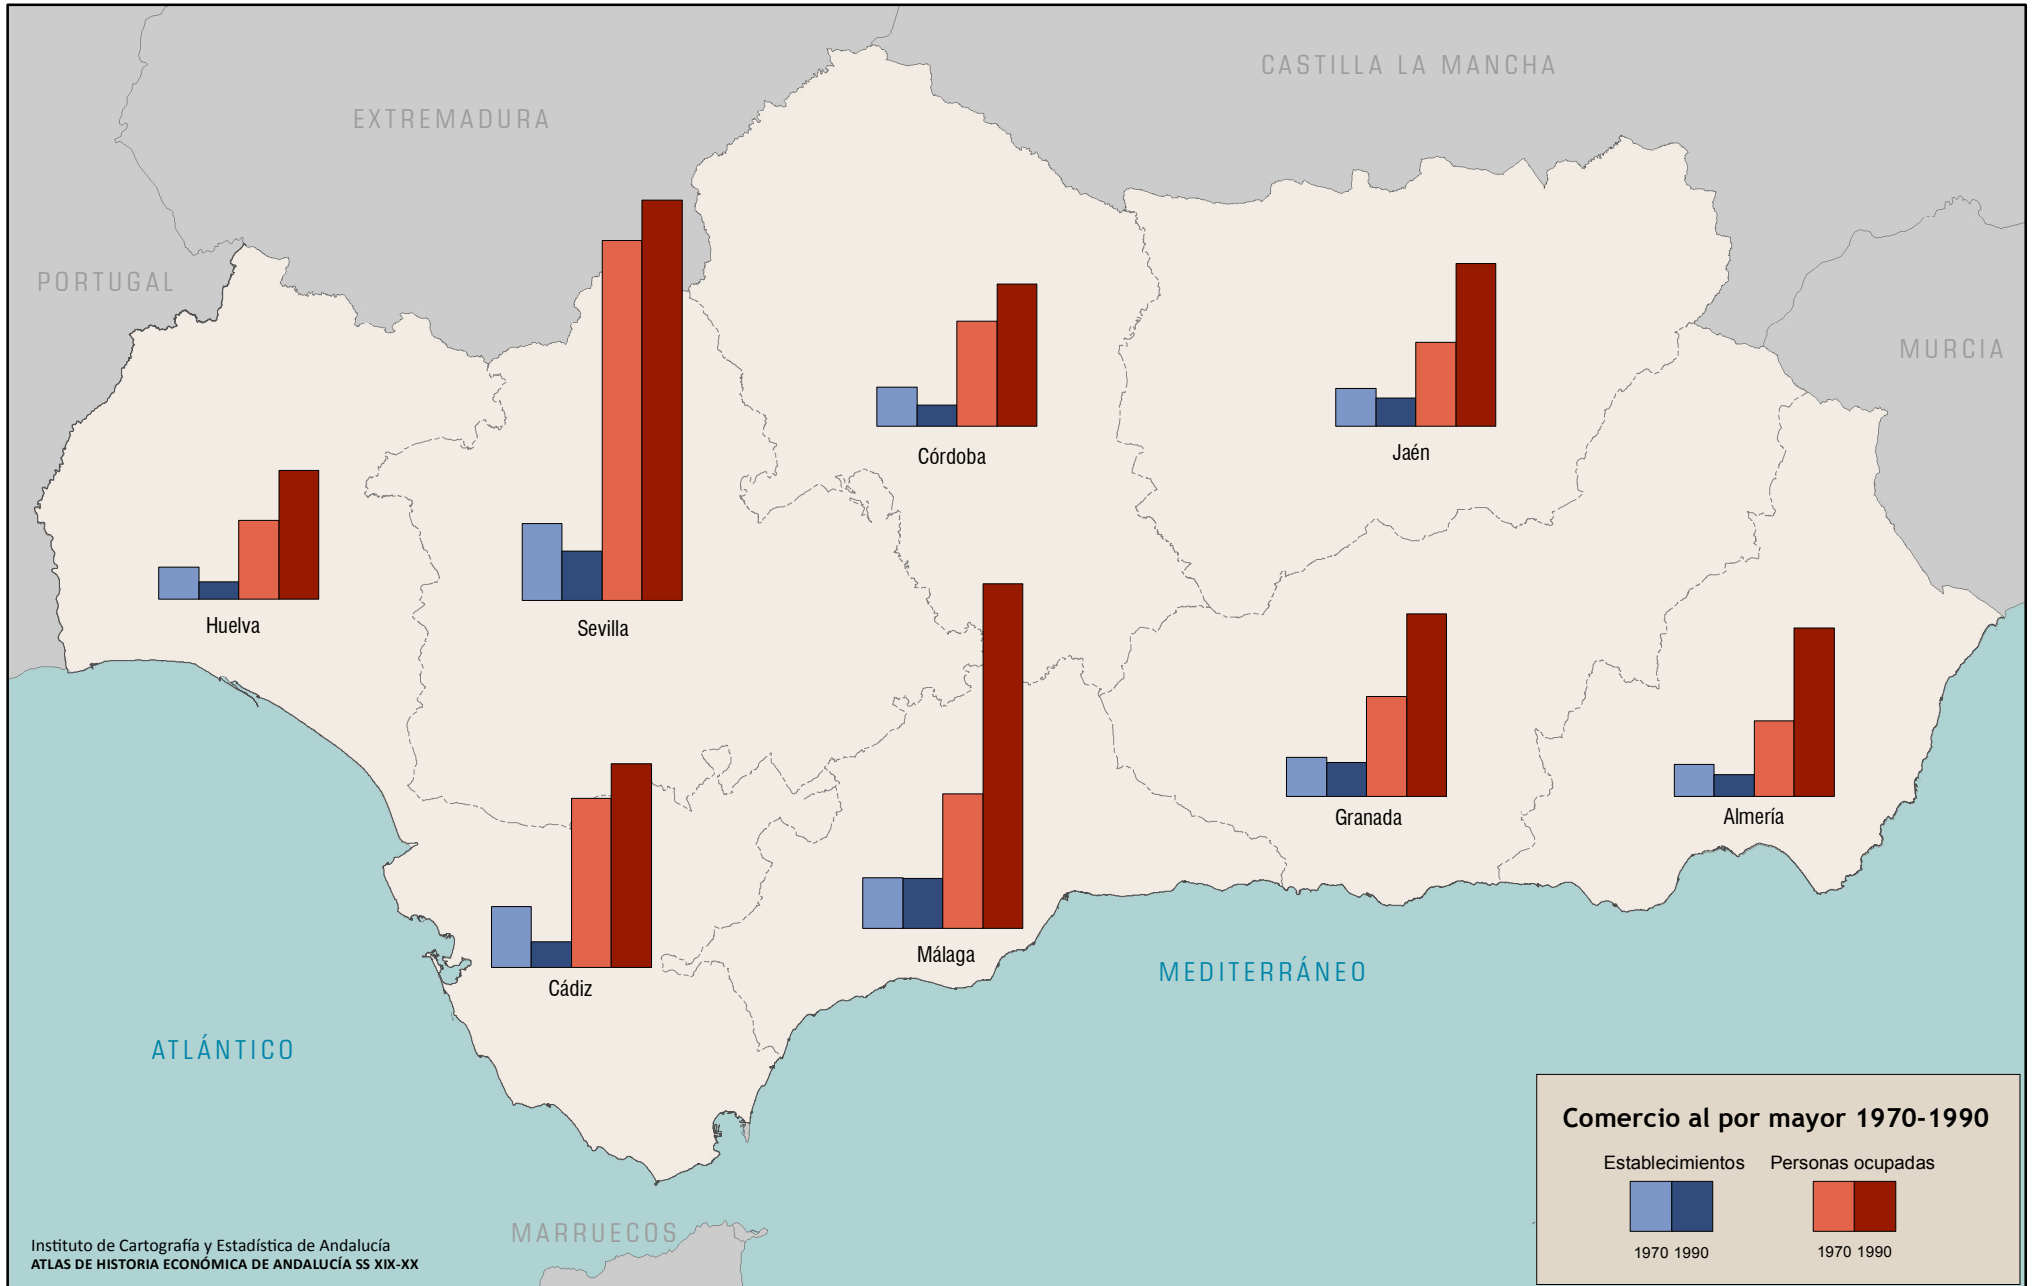 CASTILLA LA MANCHA
EXTREMADURA
PORTUGAL
MURCIA
Córdoba
Jaén
Huelva
Sevilla
Granada
Almería
Málaga
Cádiz
MEDITERRÁNEO
ATLÁNTICO
MARRUECOS
Comercio al por mayor 1970-1990
Establecimientos Personas ocupadas
1970 1990 1970 1990
Instituto de Cartografía y Estadística de Andalucía
ATLAS DE HISTORIA ECONÓMICA DE ANDALUCÍA SS XIX-XX